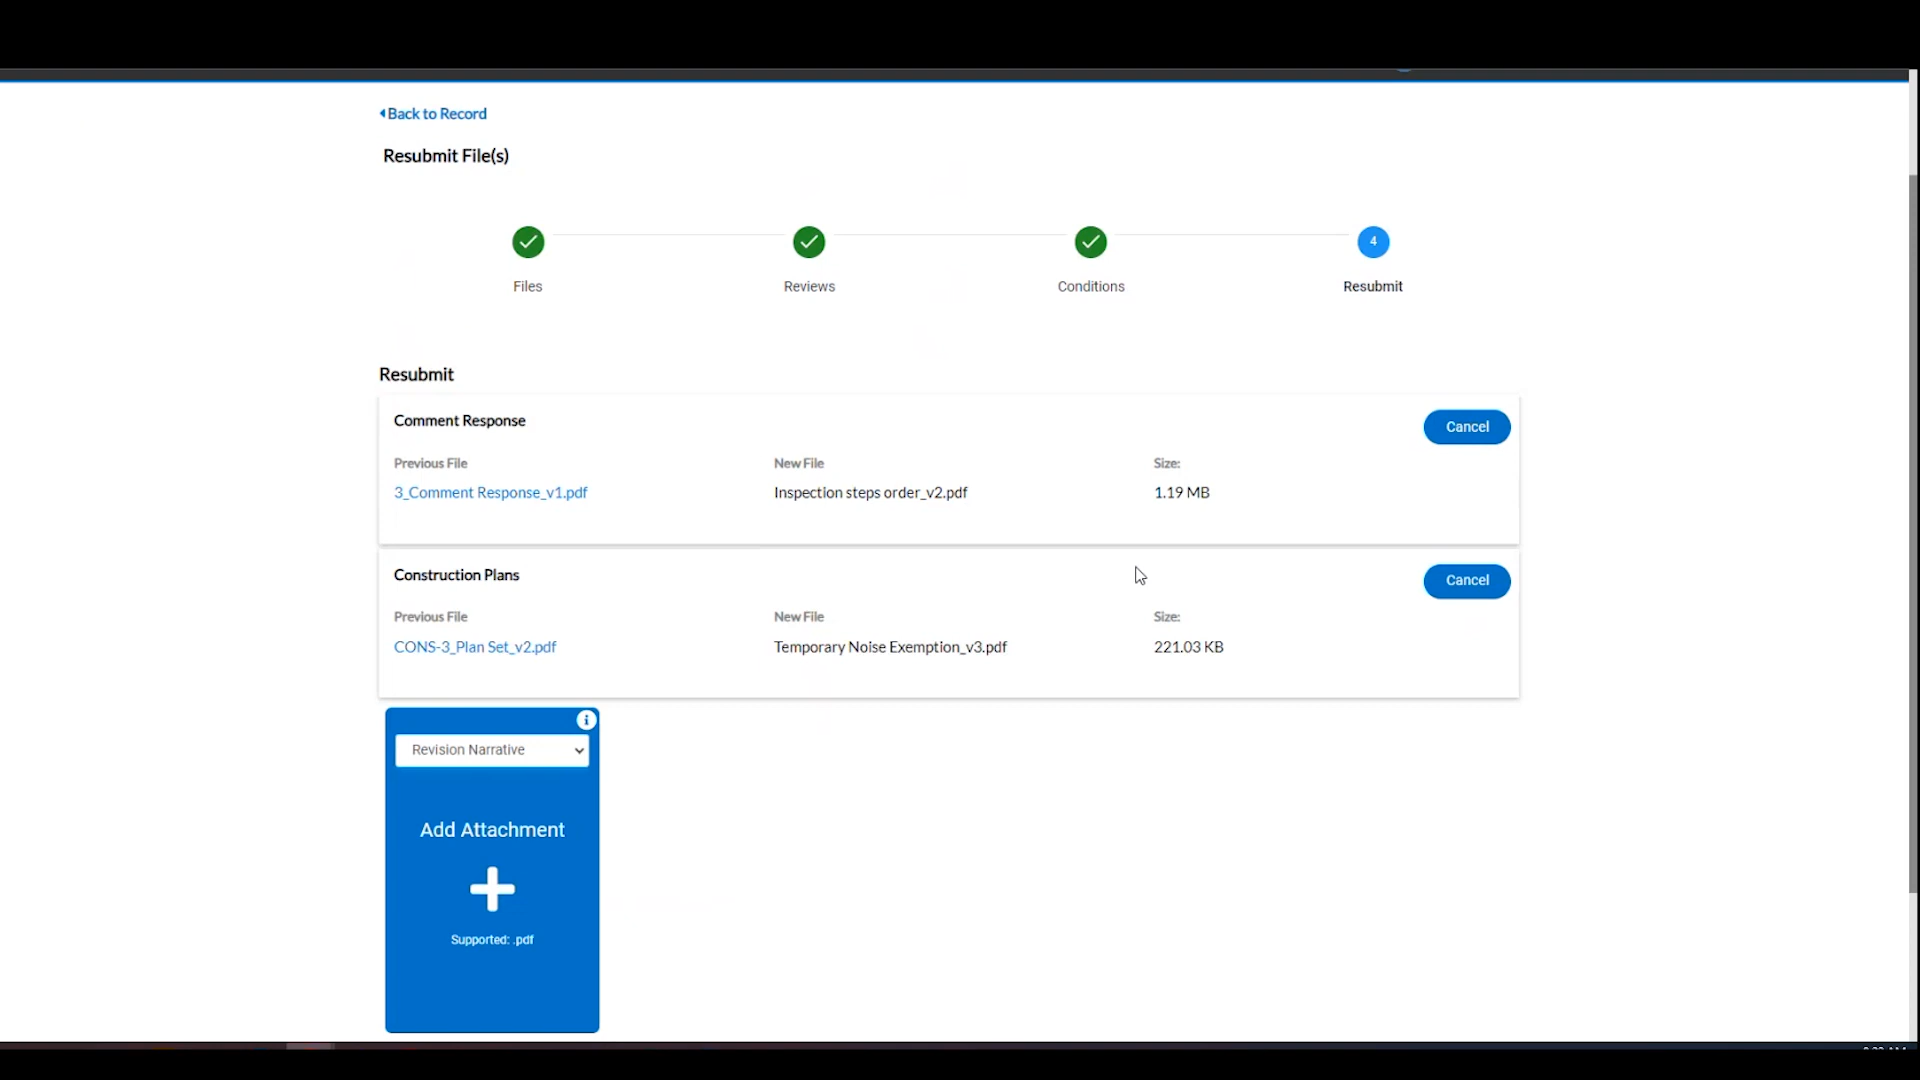 Back to Record
Resubmit File(s)
4
Files
Reviews
Conditions
Resubmit
Resubmit
Comment Response
Cancel
Previous File
New File
Size:
3_Comment Response_v1.pdf
Inspection steps order_v2.pdf
1.19 MB
Construction Plans
Cancel
Previous File
New File
Size:
CONS-3_Plan Set_v2.pdf
Temporary Noise Exemption_v3.pdf
221.03 KB
i
Revision Narrative
Add Attachment
Supported: .pdf